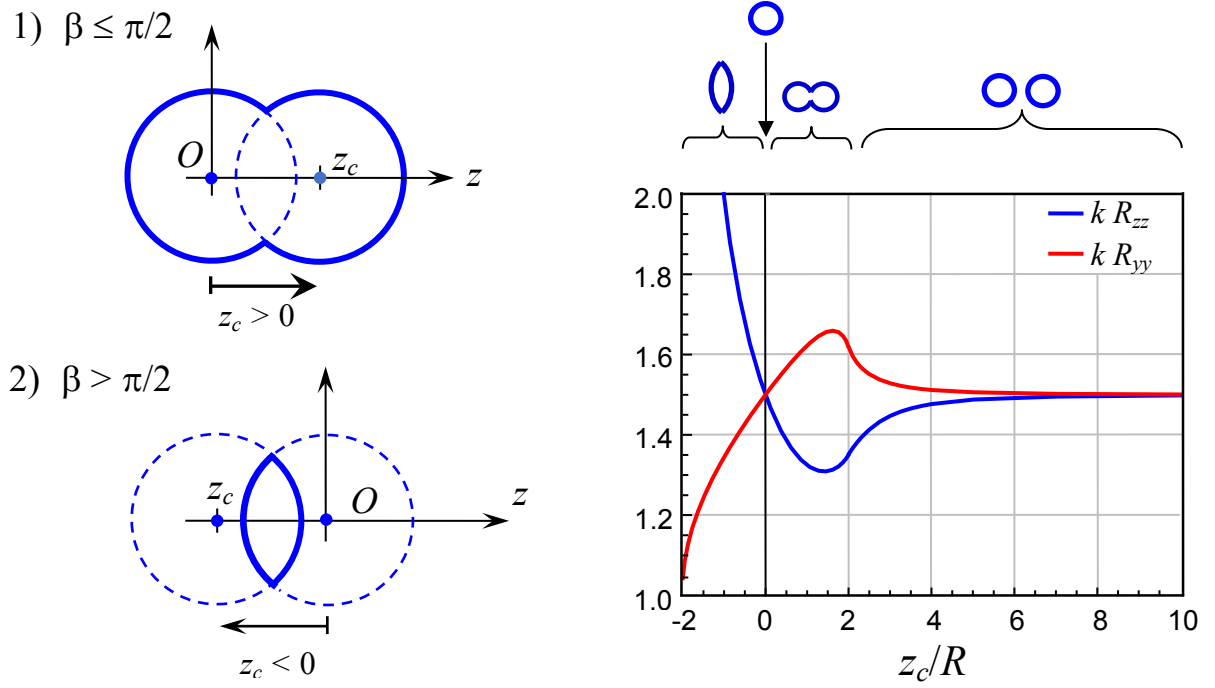 1) β ≤ π/2
O
z_c
z
z_c > 0
2) β > π/2
z_c
O
z
z_c < 0
2.0
1.8
1.6
1.4
1.2
1.0
k R_zz
k R_yy
-2 0 2 4 6 8 10
z_c/R